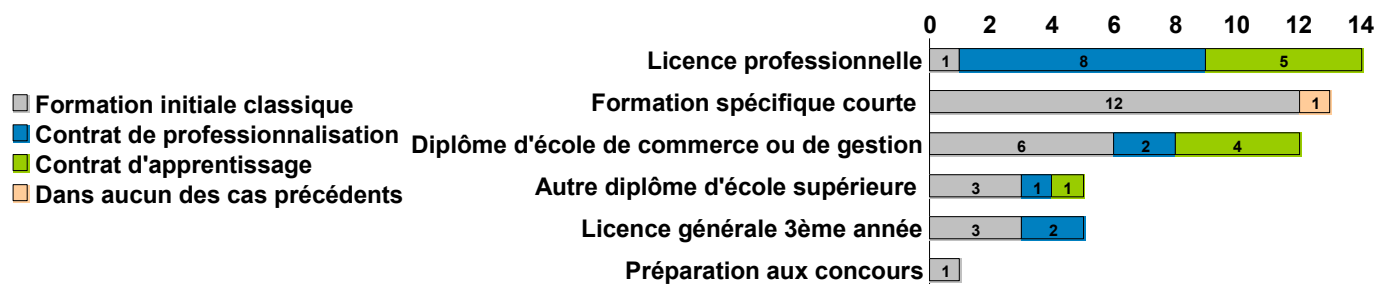 0 2 4 6 8 10 12 14
Licence professionnelle 1 8 5
Formation spécifique courte 12 1
Diplôme d'école de commerce ou de gestion 6 2 4
Autre diplôme d'école supérieure 3 1 1
Licence générale 3ème année 3 2
Préparation aux concours 1
Formation initiale classique
Contrat de professionnalisation
Contrat d'apprentissage
Dans aucun des cas précédents